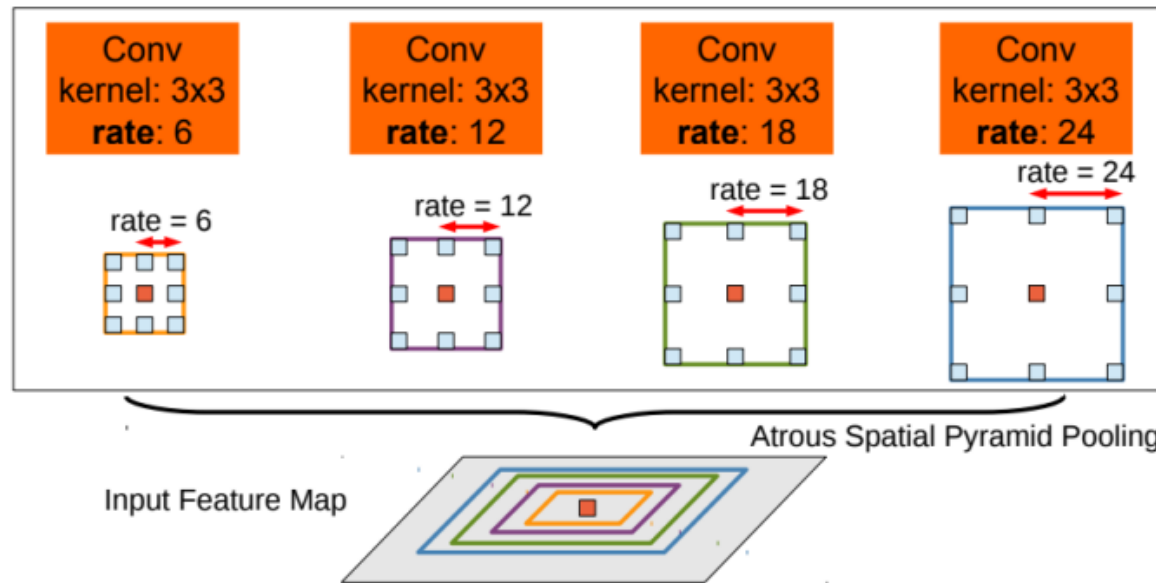 Conv
kernel: 3x3
rate: 6
Conv
kernel: 3x3
rate: 12
Conv
kernel: 3x3
rate: 18
Conv
kernel: 3x3
rate: 24
rate = 6
rate = 12
rate = 18
rate = 24
Atrous Spatial Pyramid Pooling
Input Feature Map